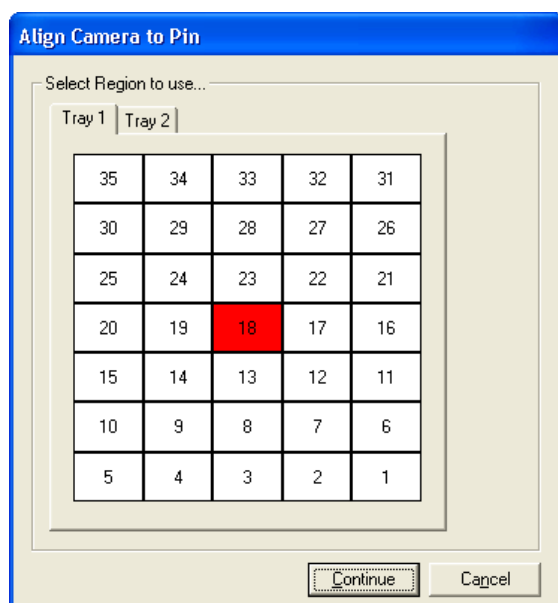 Align Camera to Pin
Select Region to use...
Tray 1 Tray 2
35 34 33 32 31
30 29 28 27 26
25 24 23 22 21
20 19 18 17 16
15 14 13 12 11
10 9 8 7 6
5 4 3 2 1
Continue Cancel